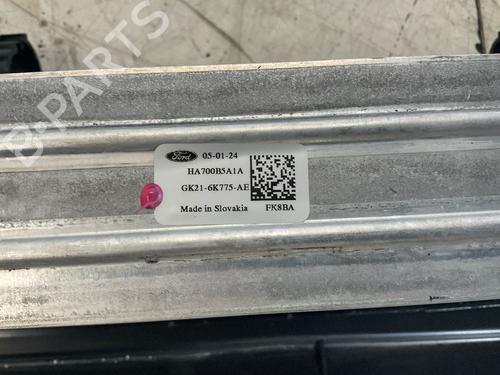 B-PARTS
Ford 05-01-24
HA700B5A1A
GK21-6K775-AE
Made in Slovakia FK8BA